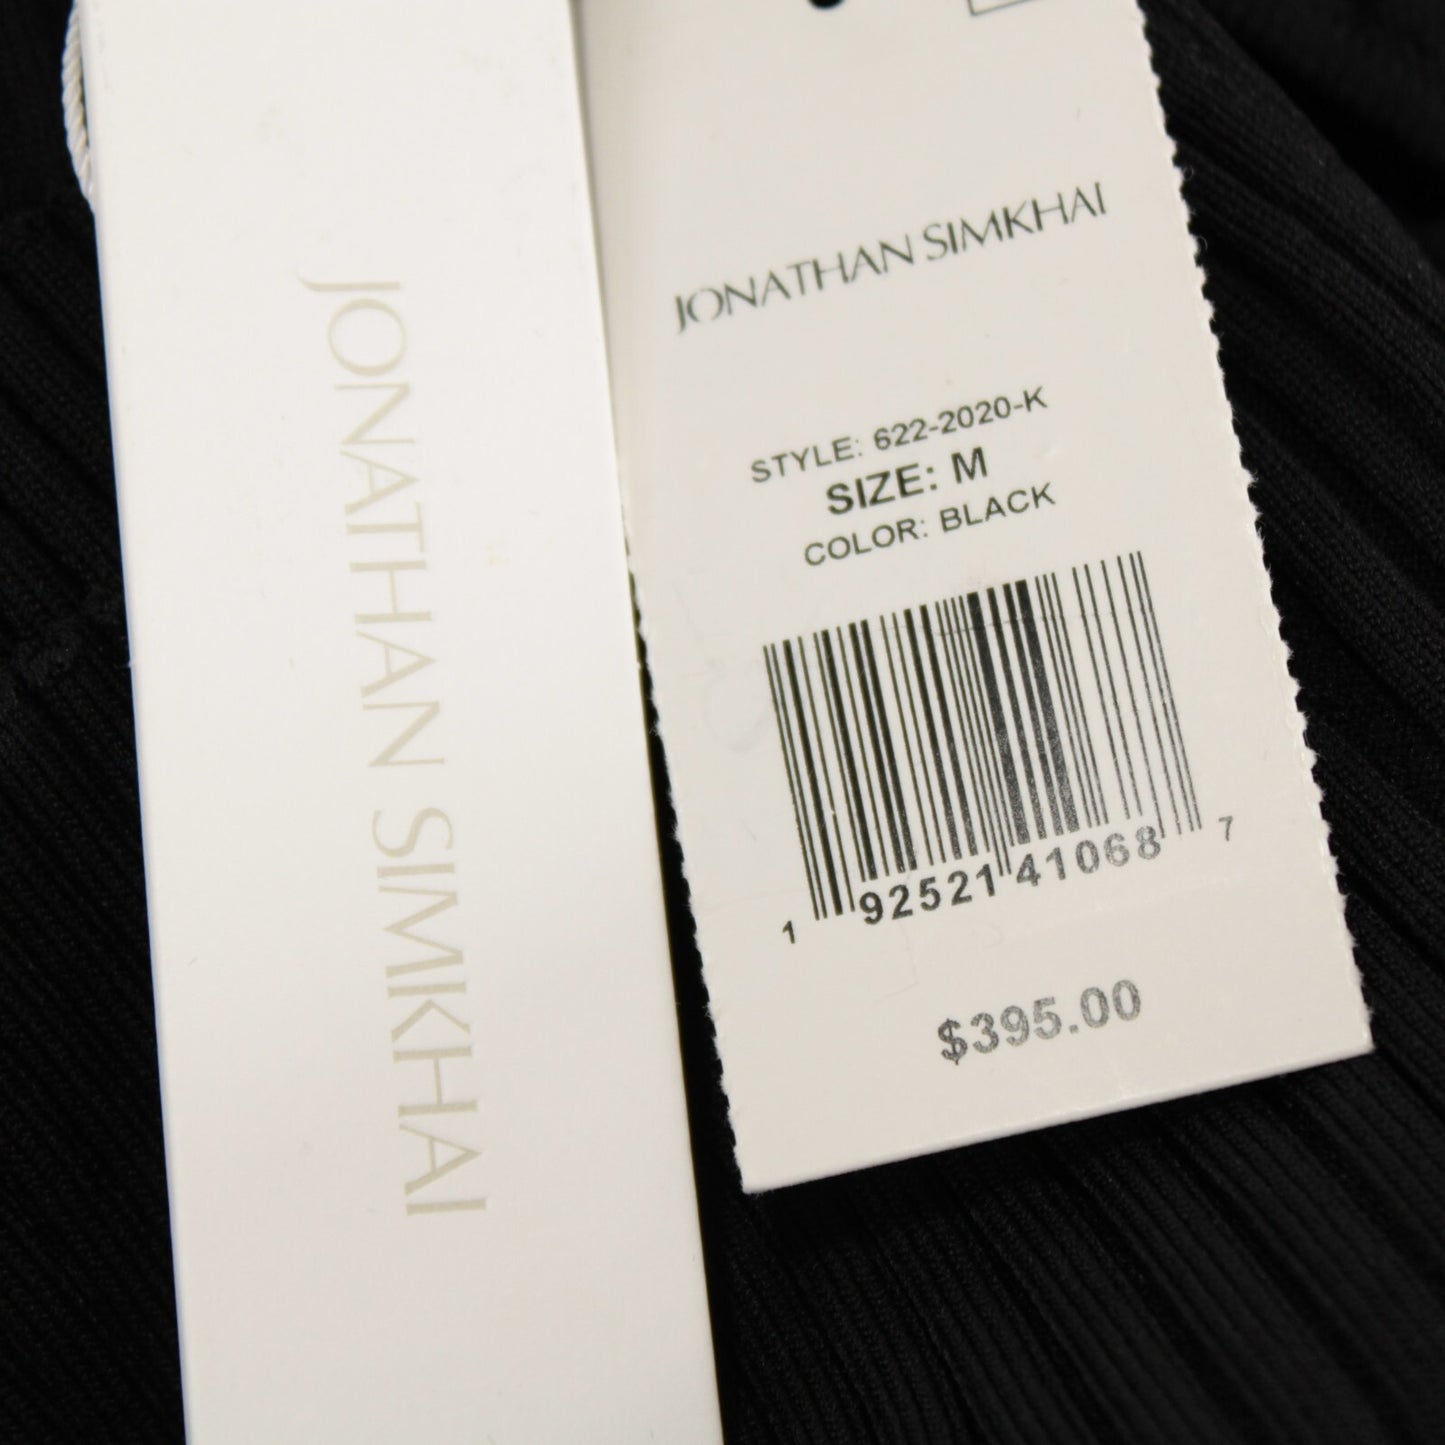 JONATHAN SIMKHAI
JONATHAN SIMKHAI
STYLE: 622-2020-K
SIZE: M
COLOR: BLACK
1 92521 41068 7
$395.00